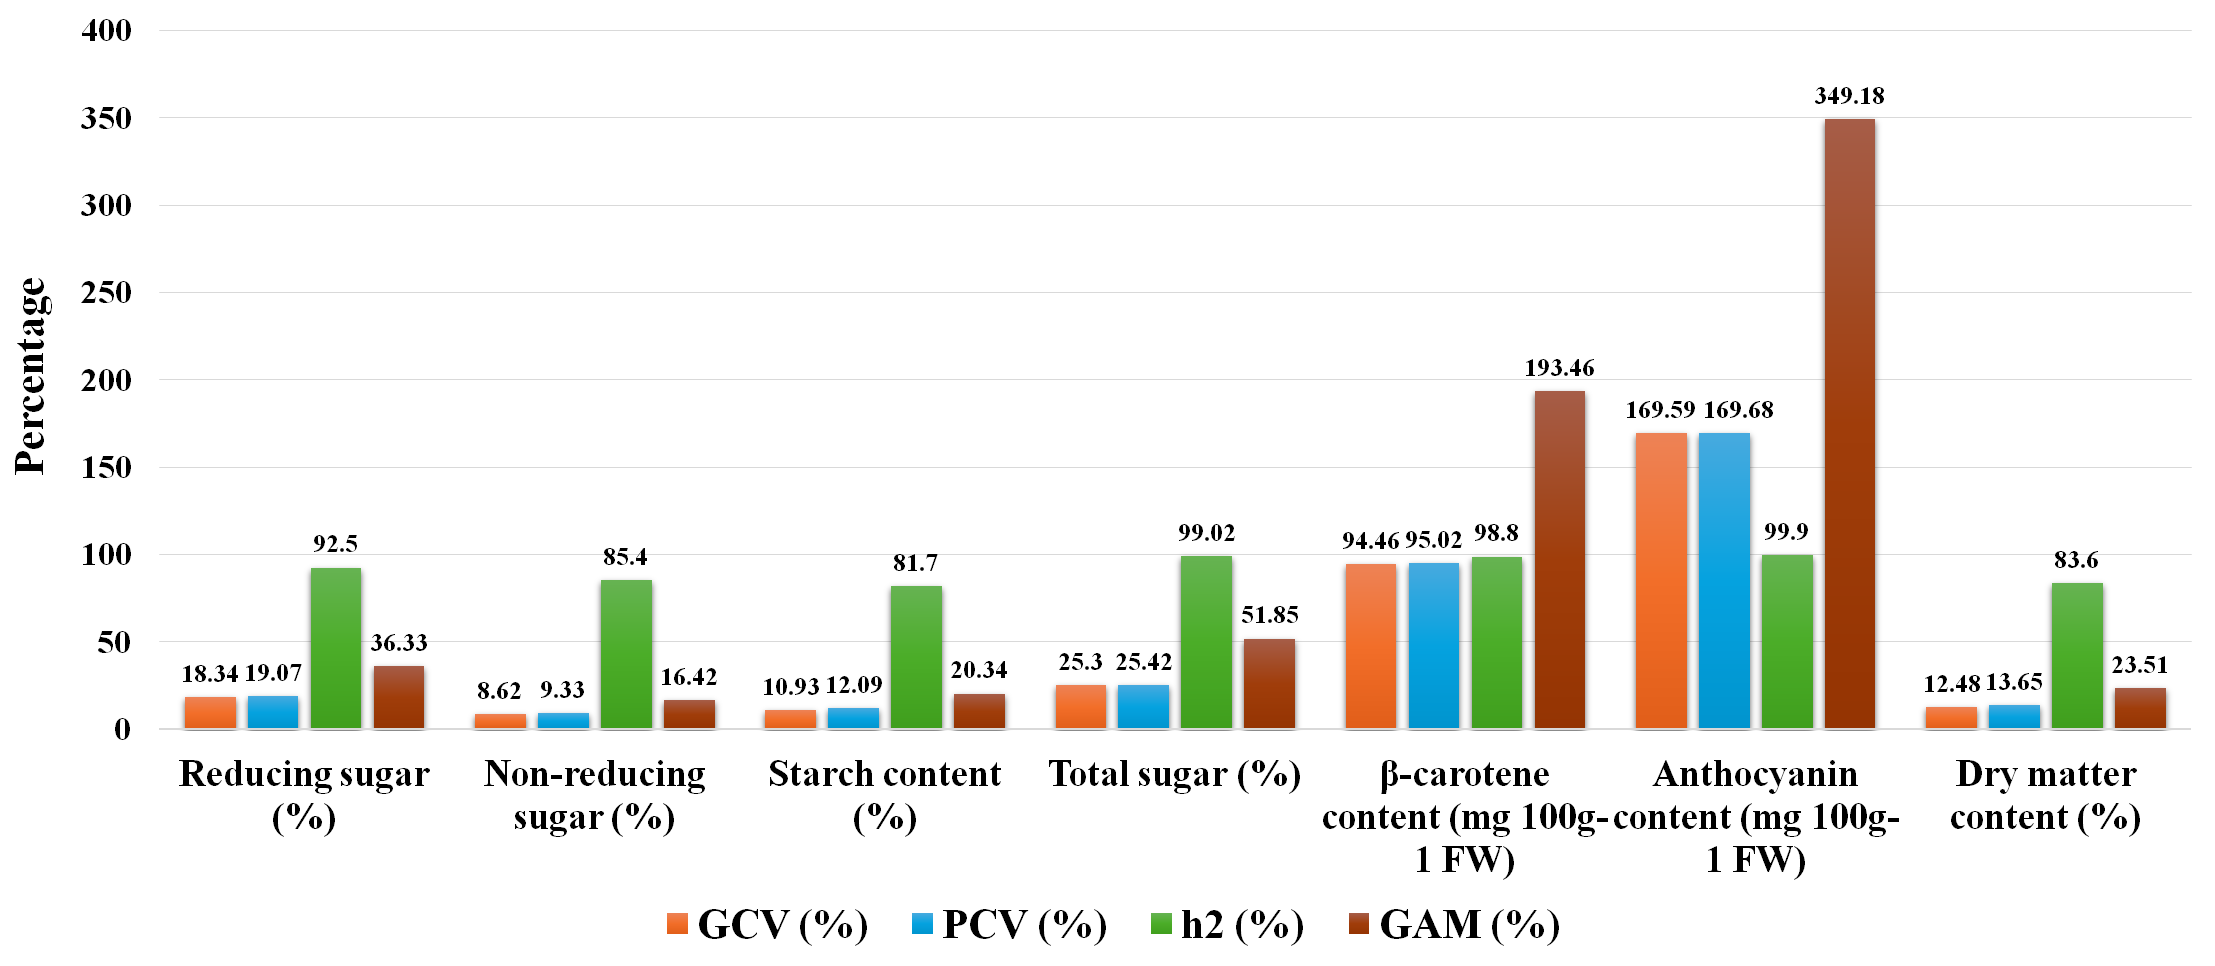 Percentage
400
350
300
250
200
150
100
50
0
18.34 19.07 92.5 36.33
8.62 9.33 85.4 16.42
10.93 12.09 81.7 20.34
25.3 25.42 99.02 51.85
94.46 95.02 98.8 193.46
169.59 169.68 99.9 349.18
12.48 13.65 83.6 23.51
Reducing sugar
(%)
Non-reducing
sugar (%)
Starch content
(%)
Total sugar (%)
β-carotene
content (mg 100g-
1 FW)
Anthocyanin
content (mg 100g-
1 FW)
Dry matter
content (%)
GCV (%) PCV (%) h2 (%) GAM (%)